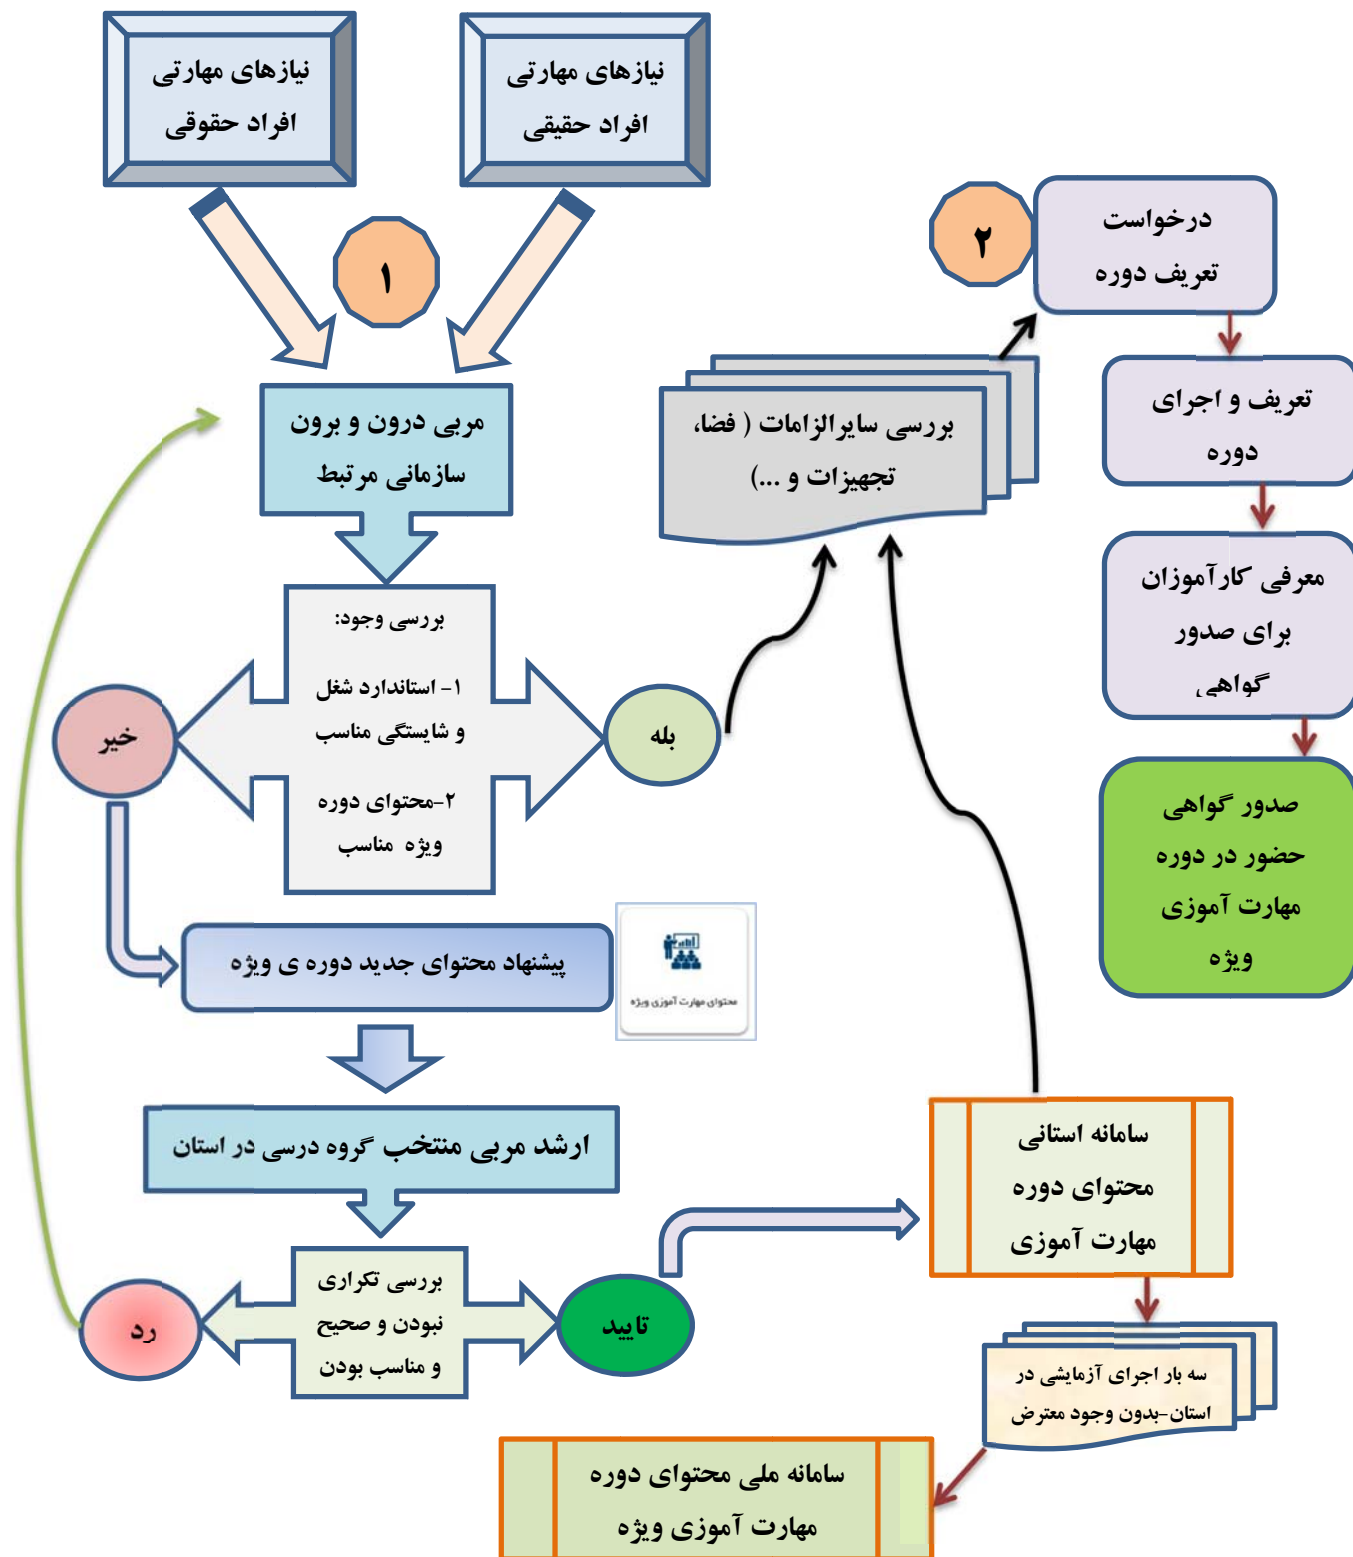 نیازهای مهارتی
افراد حقوقی
نیازهای مهارتی
افراد حقیقی
۱
مربی درون و برون
سازمانی مرتبط
بررسی وجود:
۱- استاندارد شغل
و شایستگی مناسب
۲-محتوای دوره
ویژه مناسب
خیر
بله
پیشنهاد محتوای جدید دوره ی ویژه
محتوای مهارت آموزی ویژه
ارشد مربی منتخب گروه درسی در استان
بررسی تکراری
نبودن و صحیح
و مناسب بودن
رد
تایید
سامانه استانی
محتوای دوره
مهارت آموزی
سه بار اجرای آزمایشی در
استان-بدون وجود معترض
سامانه ملی محتوای دوره
مهارت آموزی ویژه
بررسی سایرالزامات ( فضا،
تجهیزات و ...)
۲
درخواست
تعریف دوره
تعریف و اجرای
دوره
معرفی کارآموزان
برای صدور
گواهی
صدور گواهی
حضور در دوره
مهارت آموزی
ویژه